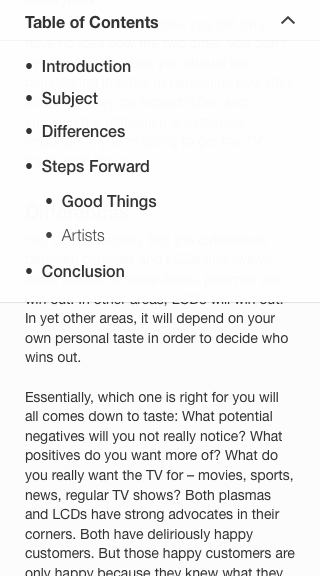 Table of Contents
• Introduction
• Subject
• Differences
• Steps Forward
• Good Things
• Artists
• Conclusion
win out. In other areas, LCDs will win out.
In yet other areas, it will depend on your
own personal taste in order to decide who
wins out.
Essentially, which one is right for you will
all comes down to taste: What potential
negatives will you not really notice? What
positives do you want more of? What do
you really want the TV for – movies, sports,
news, regular TV shows? Both plasmas
and LCDs have strong advocates in their
corners. Both have deliriously happy
customers. But those happy customers are
only happy because they knew what they